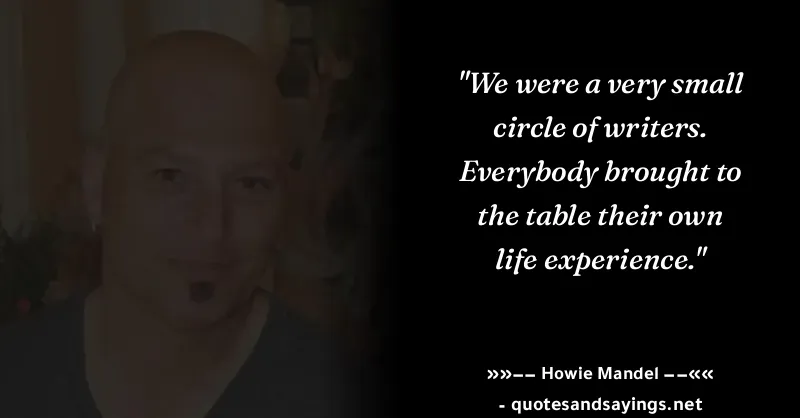 "We were a very small
circle of writers.
Everybody brought to
the table their own
life experience."
»»–– Howie Mandel ––««
- quotesandsayings.net